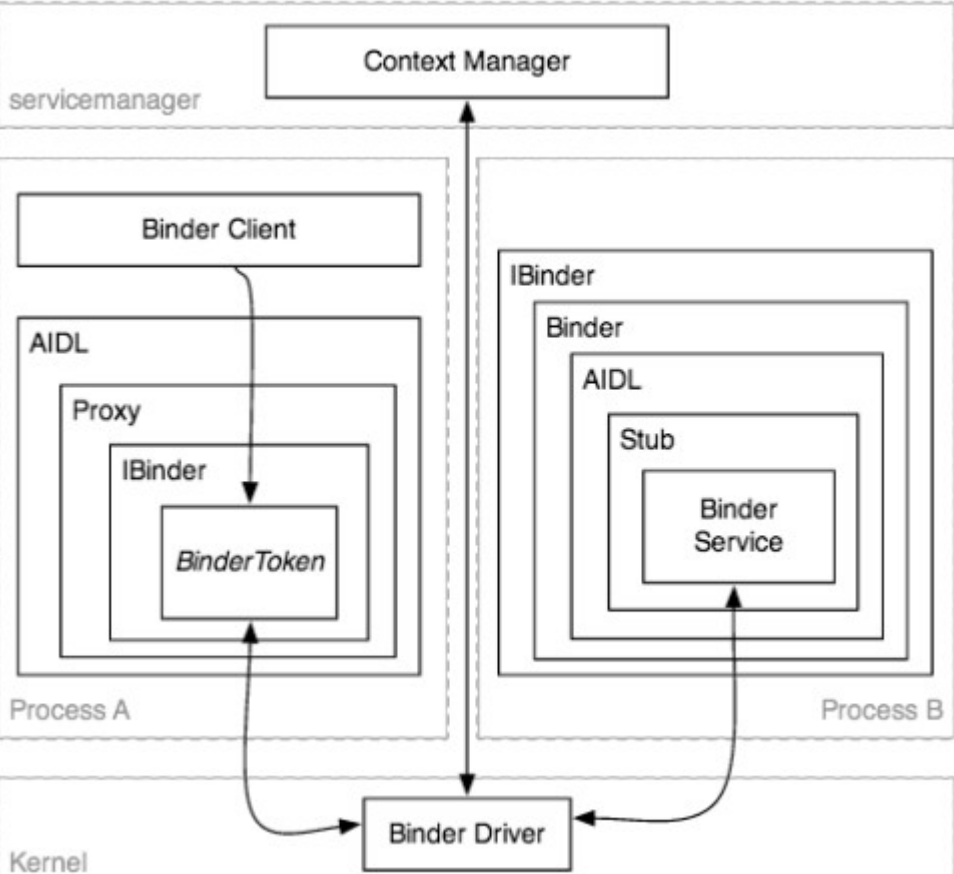 Context Manager
servicemanager
Binder Client
AIDL
Proxy
IBinder
BinderToken
Process A
IBinder
Binder
AIDL
Stub
Binder
Service
Process B
Binder Driver
Kernel